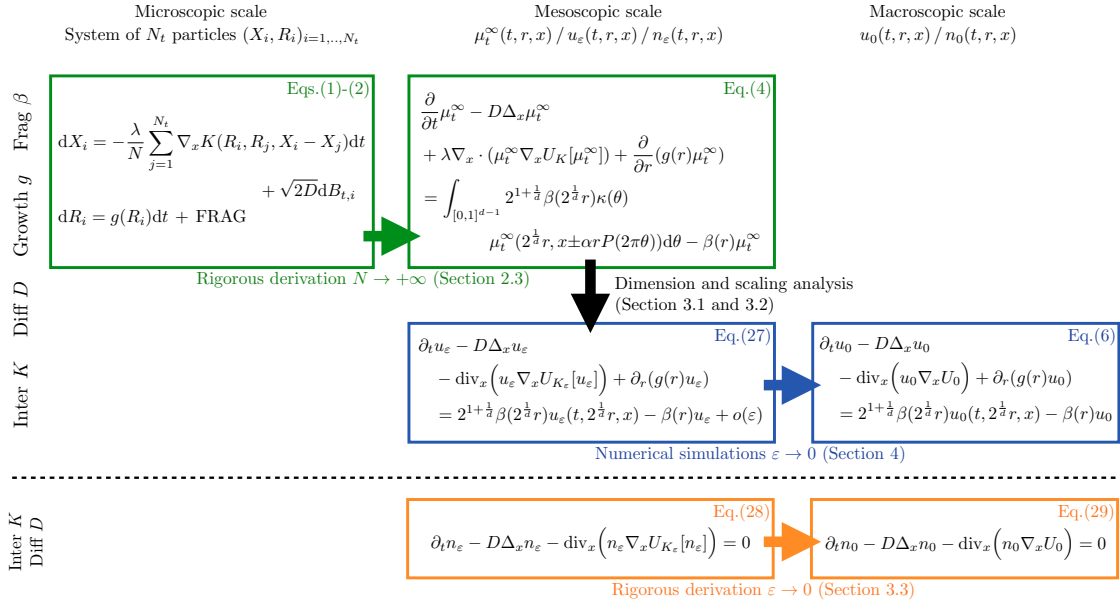 Microscopic scale
System of $N_t$ particles $(X_i, R_i)_{i=1,..,N_t}$
Mesoscopic scale
$\mu_t^\infty(t, r, x) \, / \, u_\varepsilon(t, r, x) \, / \, n_\varepsilon(t, r, x)$
Macroscopic scale
$u_0(t, r, x) \, / \, n_0(t, r, x)$
Frag $\beta$
Growth $g$
Diff $D$
Inter $K$
Eqs.(1)-(2)
$\mathrm{d}X_i = -\frac{\lambda}{N} \sum_{j=1}^{N_t} \nabla_x K(R_i, R_j, X_i - X_j)\mathrm{d}t$
$+ \sqrt{2D}\mathrm{d}B_{t,i}$
$\mathrm{d}R_i = g(R_i)\mathrm{d}t + $ FRAG
Eq.(4)
$\frac{\partial}{\partial t}\mu_t^\infty - D\Delta_x \mu_t^\infty$
$+ \lambda \nabla_x \cdot (\mu_t^\infty \nabla_x U_K[\mu_t^\infty]) + \frac{\partial}{\partial r}(g(r)\mu_t^\infty)$
$= \int_{[0,1]^{d-1}} 2^{1+\frac{1}{d}} \beta(2^{\frac{1}{d}} r)\kappa(\theta)$
$\mu_t^\infty(2^{\frac{1}{d}} r, x \pm \alpha r P(2\pi\theta))\mathrm{d}\theta - \beta(r)\mu_t^\infty$
Rigorous derivation $N \to +\infty$ (Section 2.3)
Dimension and scaling analysis
(Section 3.1 and 3.2)
Eq.(27)
$\partial_t u_\varepsilon - D\Delta_x u_\varepsilon$
$- \mathrm{div}_x \left( u_\varepsilon \nabla_x U_{K_\varepsilon}[u_\varepsilon] \right) + \partial_r(g(r)u_\varepsilon)$
$= 2^{1+\frac{1}{d}} \beta(2^{\frac{1}{d}} r)u_\varepsilon(t, 2^{\frac{1}{d}} r, x) - \beta(r)u_\varepsilon + o(\varepsilon)$
Eq.(6)
$\partial_t u_0 - D\Delta_x u_0$
$- \mathrm{div}_x \left( u_0 \nabla_x U_0 \right) + \partial_r(g(r)u_0)$
$= 2^{1+\frac{1}{d}} \beta(2^{\frac{1}{d}} r)u_0(t, 2^{\frac{1}{d}} r, x) - \beta(r)u_0$
Numerical simulations $\varepsilon \to 0$ (Section 4)
Inter $K$
Diff $D$
Eq.(28)
$\partial_t n_\varepsilon - D\Delta_x n_\varepsilon - \mathrm{div}_x \left( n_\varepsilon \nabla_x U_{K_\varepsilon}[n_\varepsilon] \right) = 0$
Eq.(29)
$\partial_t n_0 - D\Delta_x n_0 - \mathrm{div}_x \left( n_0 \nabla_x U_0 \right) = 0$
Rigorous derivation $\varepsilon \to 0$ (Section 3.3)